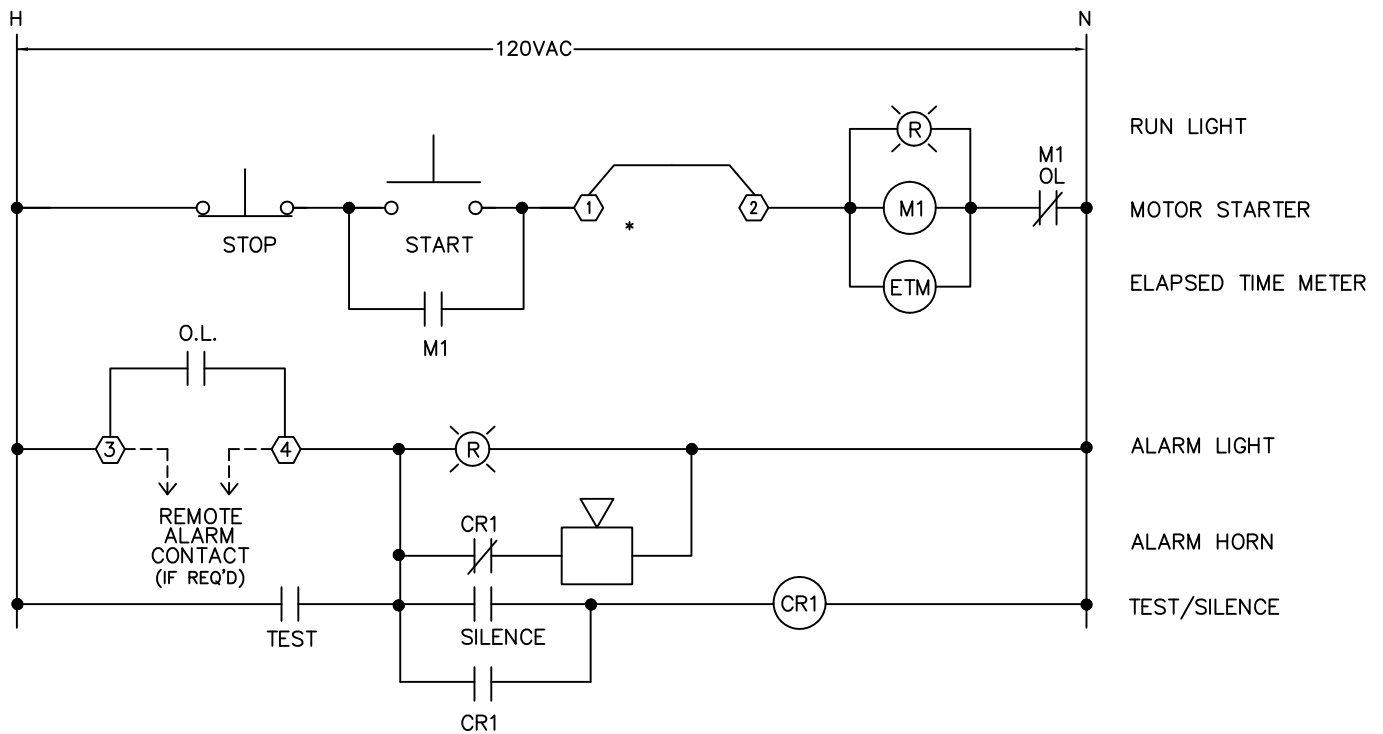 H
N
120VAC
R
RUN LIGHT
M1
OL
STOP
START
1
*
2
M1
MOTOR STARTER
ETM
ELAPSED TIME METER
M1
O.L.
3
4
R
ALARM LIGHT
REMOTE
ALARM
CONTACT
(IF REQ'D)
CR1
ALARM HORN
TEST
SILENCE
CR1
TEST/SILENCE
CR1